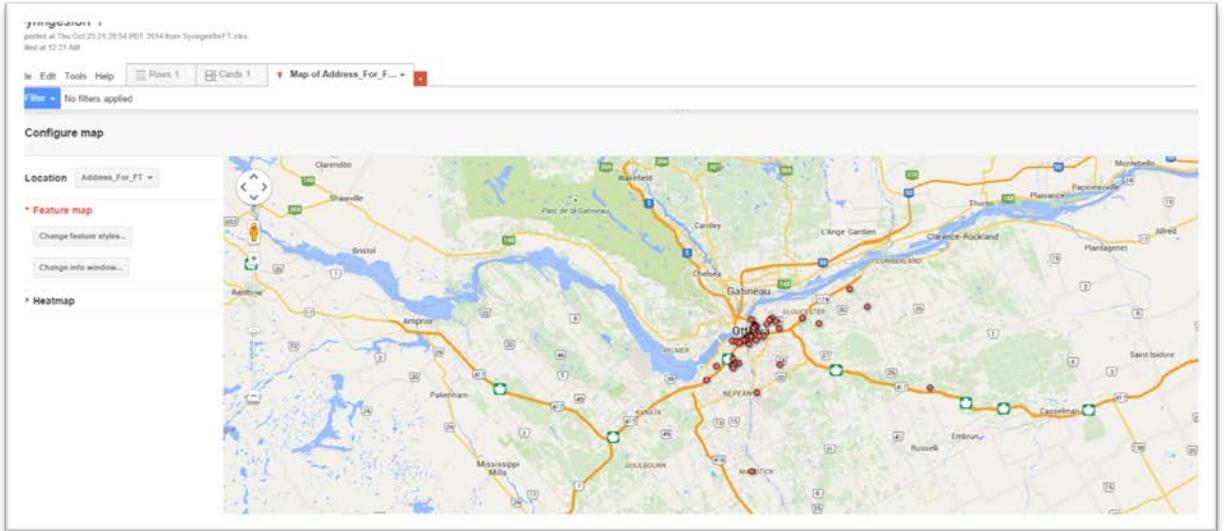 ported at Thu Oct 23 21:20:54 PDT 2014 from SyringesforFT.xlsx
ited at 12:21 AM
le Edit Tools Help Rows 1 Cards 1 Map of Address_For_F...
Filter No filters applied
Configure map
Location Address_For_FT
Feature map
Change feature styles...
Change info window...
Heatmap
Clarendon
Wakefield
Montebello
Shawville
Papineauville
Plaisance
Thurso
Parc de la Gatineau
Cantley
L'Ange Gardien
Clarence-Rockland
Alfred
Plantagenet
Bristol
Chelsea
CUMBERLAND
Renfrew
Gatineau
GLOUCESTER
Arnprior
Ottawa
AYLMER
Saint Isidore
Pakenham
NEPEAN
KANATA
Casselman
Embrun
Russell
Mississippi
Mills
GOULBOURN
MANOTICK